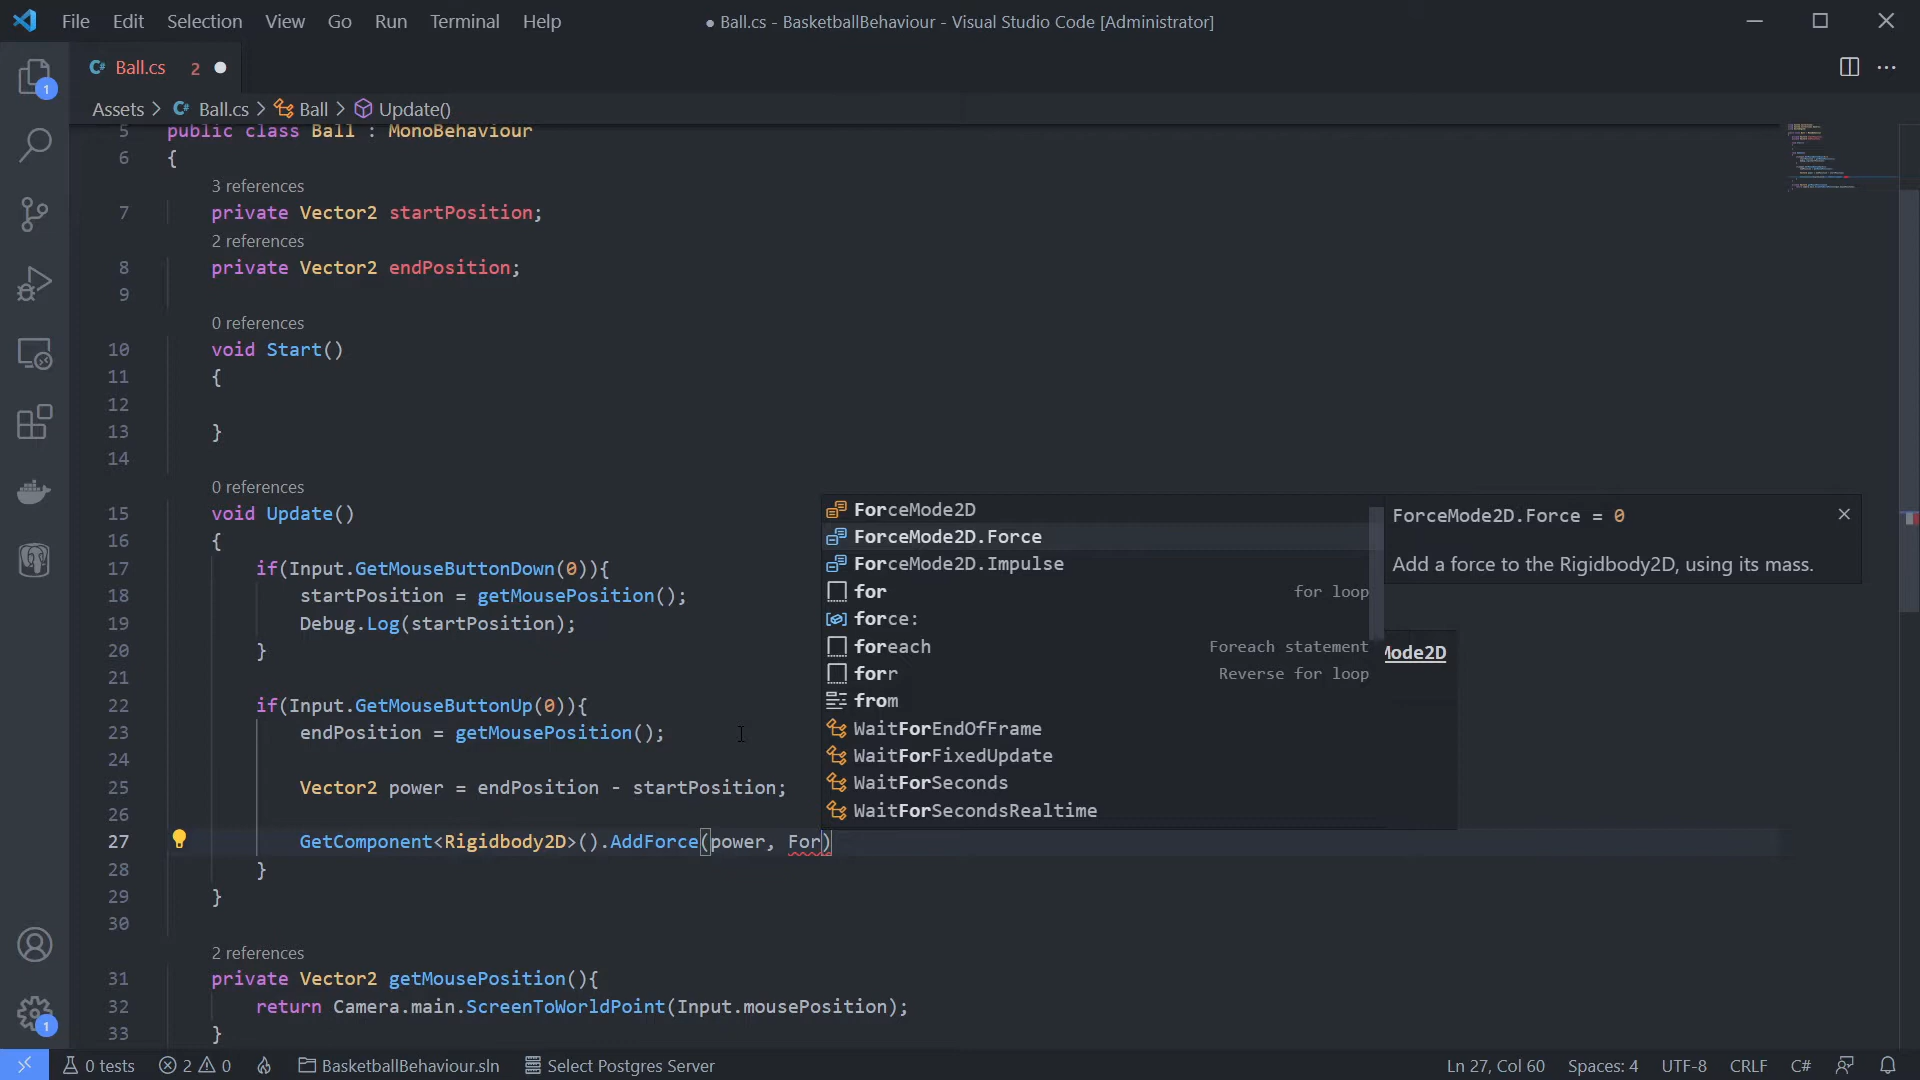 File Edit Selection View Go Run Terminal Help ● Ball.cs - BasketballBehaviour - Visual Studio Code [Administrator]
1
C# Ball.cs 2
Assets > C# Ball.cs > Ball > Update()
5 public class Ball : MonoBehaviour
6 {
3 references
7 private Vector2 startPosition;
2 references
8 private Vector2 endPosition;
9
0 references
10 void Start()
11 {
12
13 }
14
0 references
15 void Update()
16 {
17 if(Input.GetMouseButtonDown(0)){
18 startPosition = getMousePosition();
19 Debug.Log(startPosition);
20 }
21
22 if(Input.GetMouseButtonUp(0)){
23 endPosition = getMousePosition();
24
25 Vector2 power = endPosition - startPosition;
26
27 GetComponent<Rigidbody2D>().AddForce(power, For)
28 }
29 }
30
2 references
31 private Vector2 getMousePosition(){
32 return Camera.main.ScreenToWorldPoint(Input.mousePosition);
33 }
ForceMode2D
ForceMode2D.Force
ForceMode2D.Impulse
for for loop
force:
foreach Foreach statement
forr Reverse for loop
from
WaitForEndOfFrame
WaitForFixedUpdate
WaitForSeconds
WaitForSecondsRealtime
ForceMode2D.Force = 0
Add a force to the Rigidbody2D, using its mass.
Mode2D
1
0 tests 2 0 BasketballBehaviour.sln Select Postgres Server Ln 27, Col 60 Spaces: 4 UTF-8 CRLF C#